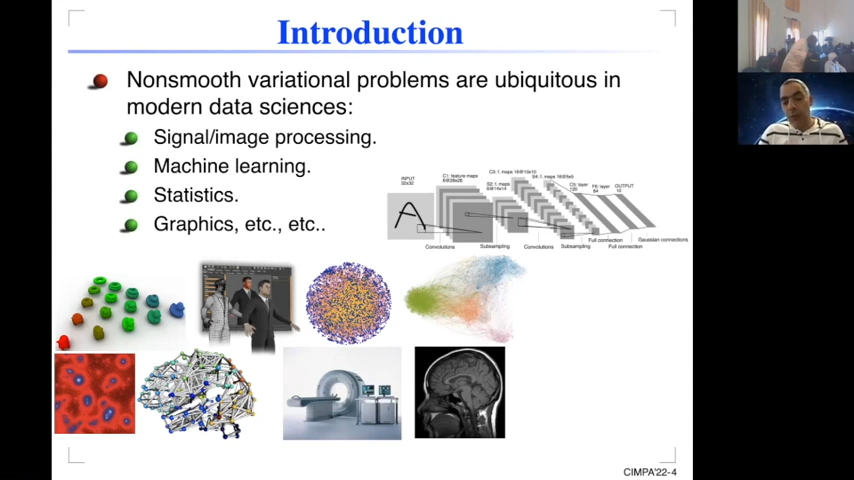 Introduction
Nonsmooth variational problems are ubiquitous in
modern data sciences:
Signal/image processing.
Machine learning.
Statistics.
Graphics, etc., etc..
INPUT
32x32
C1: feature maps
6@28x28
S2: f. maps
6@14x14
C3: f. maps 16@10x10
S4: f. maps 16@5x5
C5: layer
120
F6: layer
84
OUTPUT
10
A
Convolutions
Subsampling
Convolutions
Subsampling
Full connection
Full connection
Gaussian connections
CIMPA'22-4